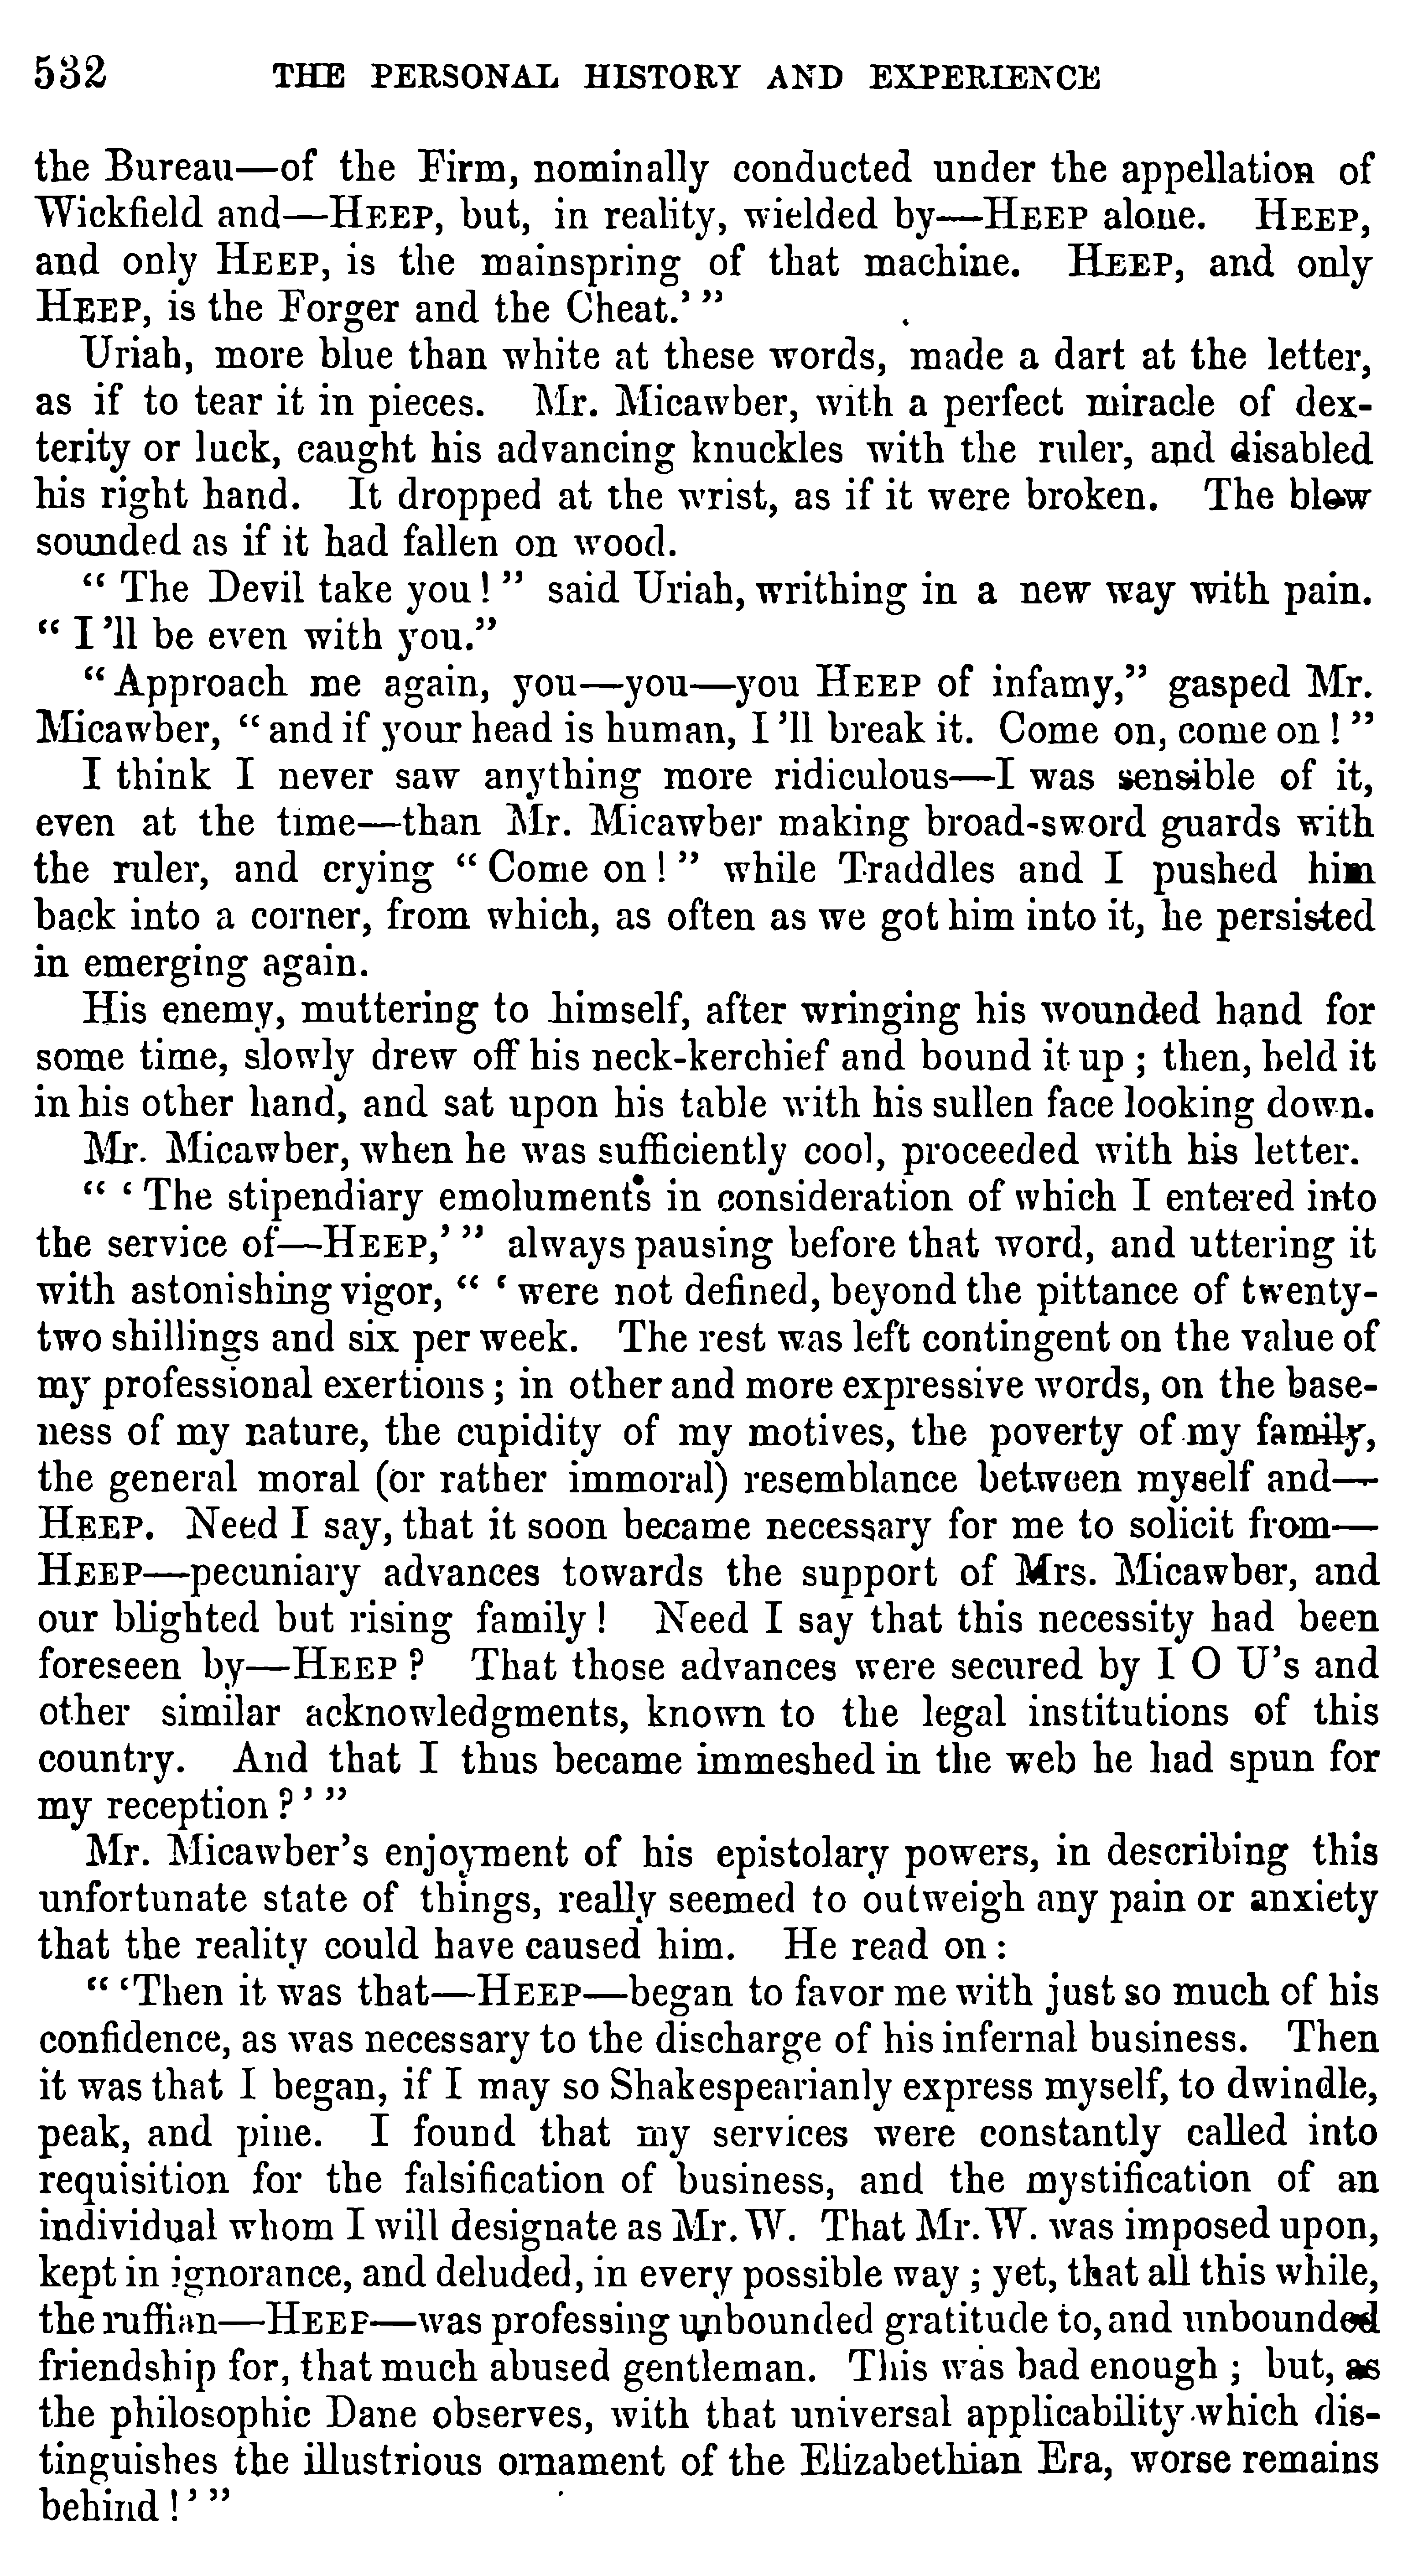 532 THE PERSONAL HISTORY AND EXPERIENCE
the Bureau—of the Firm, nominally conducted under the appellation of
Wickfield and—HEEP, but, in reality, wielded by—HEEP alone. HEEP,
and only HEEP, is the mainspring of that machine. HEEP, and only
HEEP, is the Forger and the Cheat.’ ”
Uriah, more blue than white at these words, made a dart at the letter,
as if to tear it in pieces. Mr. Micawber, with a perfect miracle of dex-
terity or luck, caught his advancing knuckles with the ruler, and disabled
his right hand. It dropped at the wrist, as if it were broken. The blow
sounded as if it had fallen on wood.
“ The Devil take you ! ” said Uriah, writhing in a new way with pain.
“ I ’ll be even with you.”
“ Approach me again, you—you—you HEEP of infamy,” gasped Mr.
Micawber, “ and if your head is human, I ’ll break it. Come on, come on ! ”
I think I never saw anything more ridiculous—I was sensible of it,
even at the time—than Mr. Micawber making broad-sword guards with
the ruler, and crying “ Come on ! ” while Traddles and I pushed him
back into a corner, from which, as often as we got him into it, he persisted
in emerging again.
His enemy, muttering to himself, after wringing his wounded hand for
some time, slowly drew off his neck-kerchief and bound it up ; then, held it
in his other hand, and sat upon his table with his sullen face looking down.
Mr. Micawber, when he was sufficiently cool, proceeded with his letter.
“ ‘ The stipendiary emoluments in consideration of which I entered into
the service of—HEEP,’ ” always pausing before that word, and uttering it
with astonishing vigor, “ ‘ were not defined, beyond the pittance of twenty-
two shillings and six per week. The rest was left contingent on the value of
my professional exertions ; in other and more expressive words, on the base-
ness of my nature, the cupidity of my motives, the poverty of my family,
the general moral (or rather immoral) resemblance between myself and—
HEEP. Need I say, that it soon became necessary for me to solicit from—
HEEP—pecuniary advances towards the support of Mrs. Micawber, and
our blighted but rising family ! Need I say that this necessity had been
foreseen by—HEEP ? That those advances were secured by I O U’s and
other similar acknowledgments, known to the legal institutions of this
country. And that I thus became immeshed in the web he had spun for
my reception ? ’ ”
Mr. Micawber’s enjoyment of his epistolary powers, in describing this
unfortunate state of things, really seemed to outweigh any pain or anxiety
that the reality could have caused him. He read on :
“ ‘Then it was that—HEEP—began to favor me with just so much of his
confidence, as was necessary to the discharge of his infernal business. Then
it was that I began, if I may so Shakespearianly express myself, to dwindle,
peak, and pine. I found that my services were constantly called into
requisition for the falsification of business, and the mystification of an
individual whom I will designate as Mr. W. That Mr. W. was imposed upon,
kept in ignorance, and deluded, in every possible way ; yet, that all this while,
the ruffian—HEEP—was professing unbounded gratitude to, and unbounded
friendship for, that much abused gentleman. This was bad enough ; but, as
the philosophic Dane observes, with that universal applicability which dis-
tinguishes the illustrious ornament of the Elizabethian Era, worse remains
behind ! ’ ”